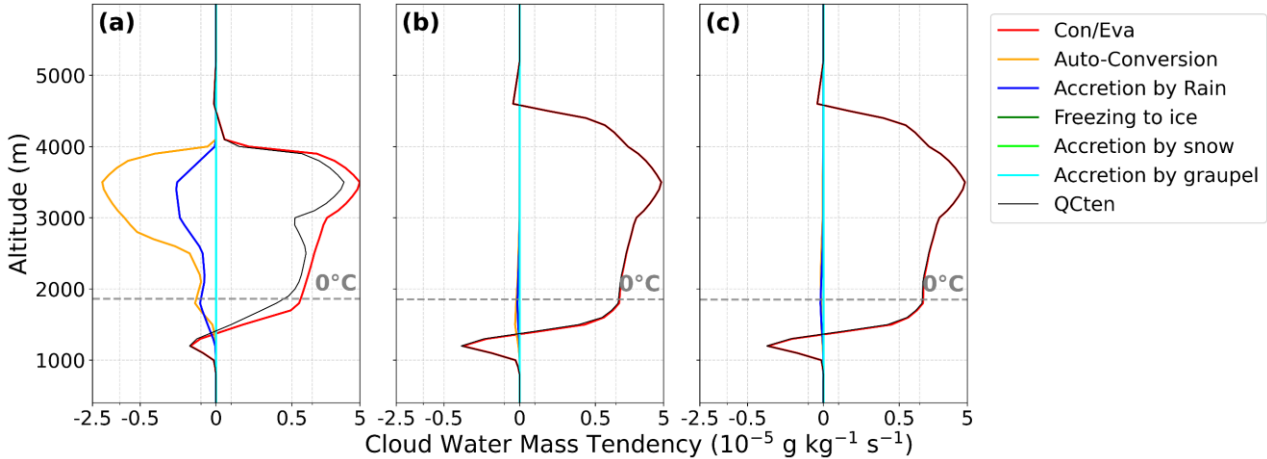 (a) (b) (c)
Con/Eva
Auto-Conversion
Accretion by Rain
Freezing to ice
Accretion by snow
Accretion by graupel
QCten
Altitude (m)
5000
4000
3000
2000
1000
0°C 0°C 0°C
-2.5 -0.5 0 0.5 5 -2.5 -0.5 0 0.5 5 -2.5 -0.5 0 0.5 5
Cloud Water Mass Tendency (10⁻⁵ g kg⁻¹ s⁻¹)